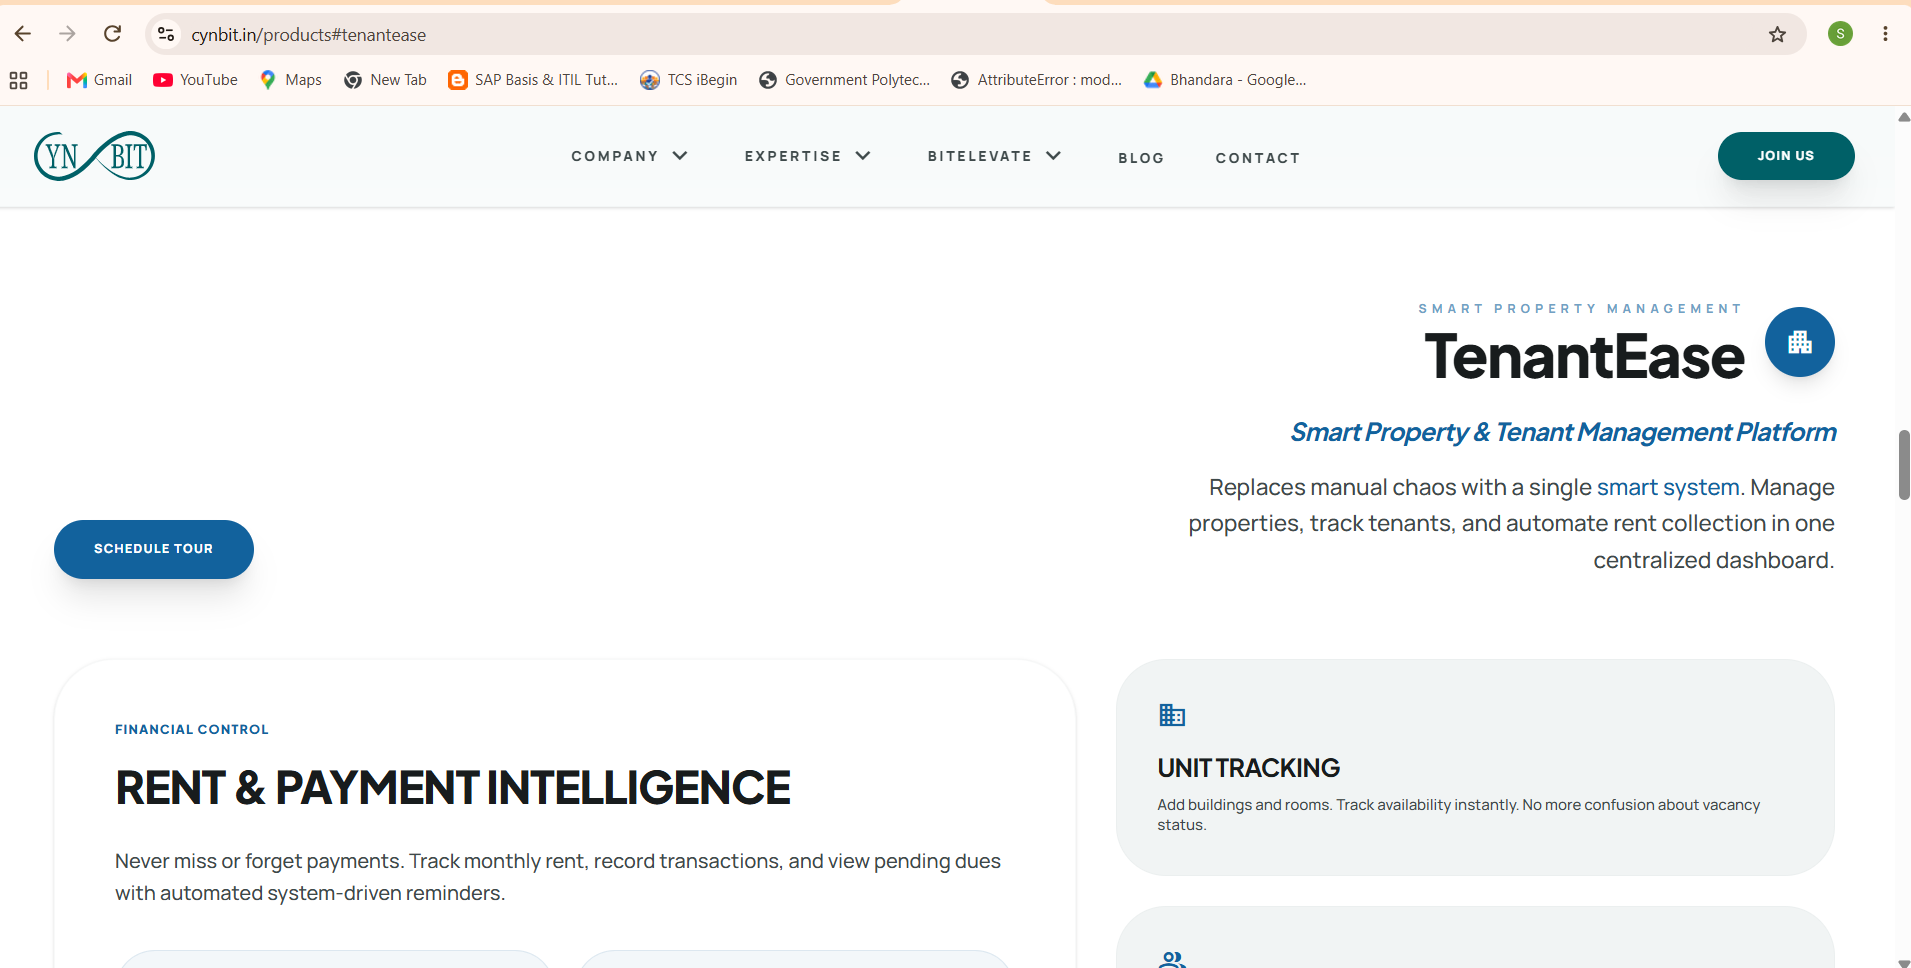 cynbit.in/products#tenantease
S
Gmail
YouTube
Maps
New Tab
SAP Basis & ITIL Tut...
TCS iBegin
Government Polytec...
AttributeError : mod...
Bhandara - Google...
CYN BIT
COMPANY
EXPERTISE
BITELEVATE
BLOG
CONTACT
JOIN US
SMART PROPERTY MANAGEMENT
TenantEase
Smart Property & Tenant Management Platform
Replaces manual chaos with a single smart system. Manage
properties, track tenants, and automate rent collection in one
centralized dashboard.
SCHEDULE TOUR
FINANCIAL CONTROL
RENT & PAYMENT INTELLIGENCE
Never miss or forget payments. Track monthly rent, record transactions, and view pending dues
with automated system-driven reminders.
UNIT TRACKING
Add buildings and rooms. Track availability instantly. No more confusion about vacancy
status.